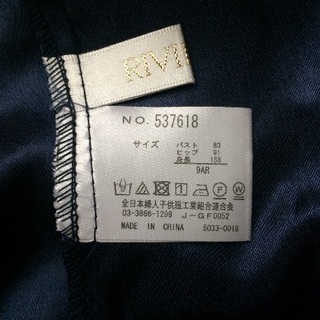 RIVI
NO. 537618
サイズ バスト 83
ヒップ 91
身長 158
9AR
全日本婦人子供服工業組合連合会
03-3866-1299 J-GF0052
MADE IN CHINA 5033-0018